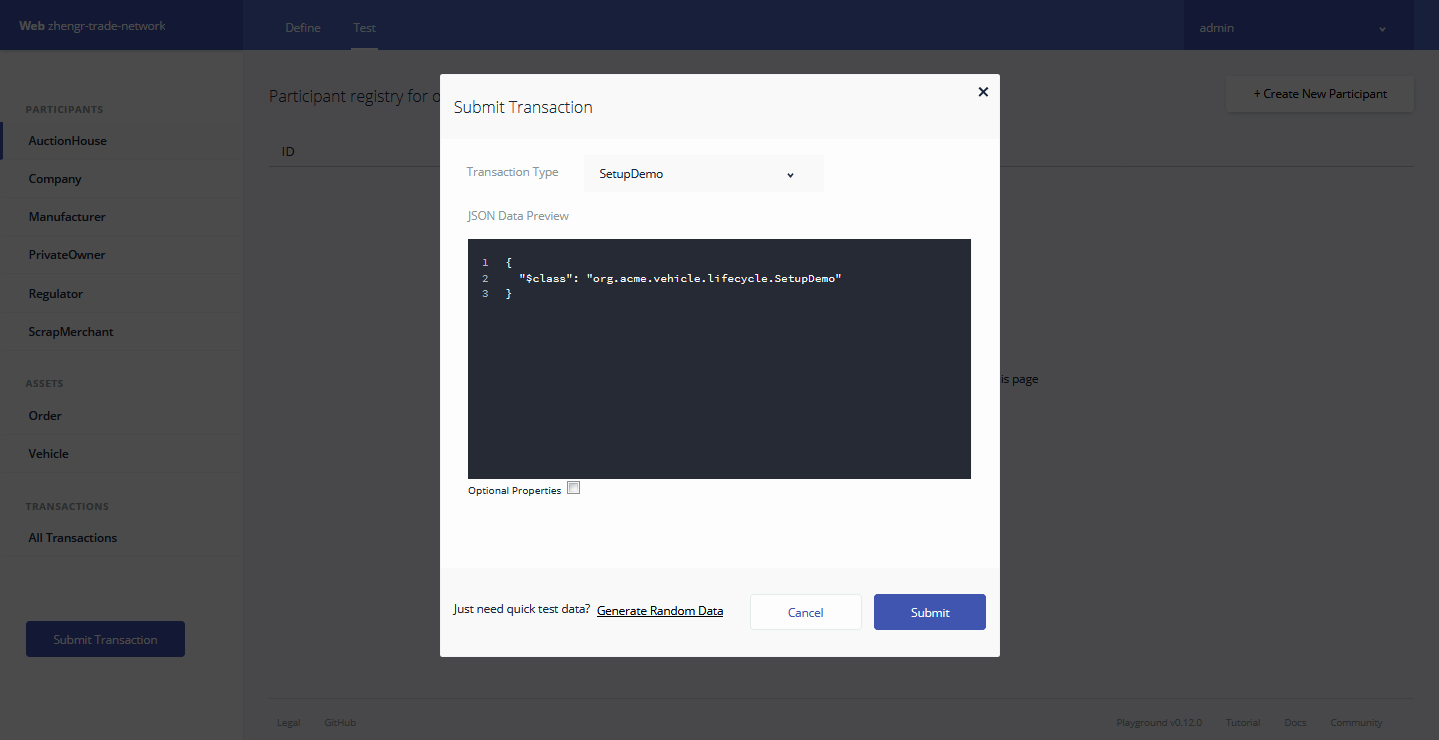 Web zhengr-trade-network
Define
Test
admin
PARTICIPANTS
AuctionHouse
Company
Manufacturer
PrivateOwner
Regulator
ScrapMerchant
ASSETS
Order
Vehicle
TRANSACTIONS
All Transactions
Submit Transaction
Participant registry for
+ Create New Participant
ID
is page
Submit Transaction
Transaction Type
SetupDemo
JSON Data Preview
1 {
2 "$class": "org.acme.vehicle.lifecycle.SetupDemo"
3 }
Optional Properties
Just need quick test data? Generate Random Data
Cancel
Submit
Legal
GitHub
Playground v0.12.0
Tutorial
Docs
Community